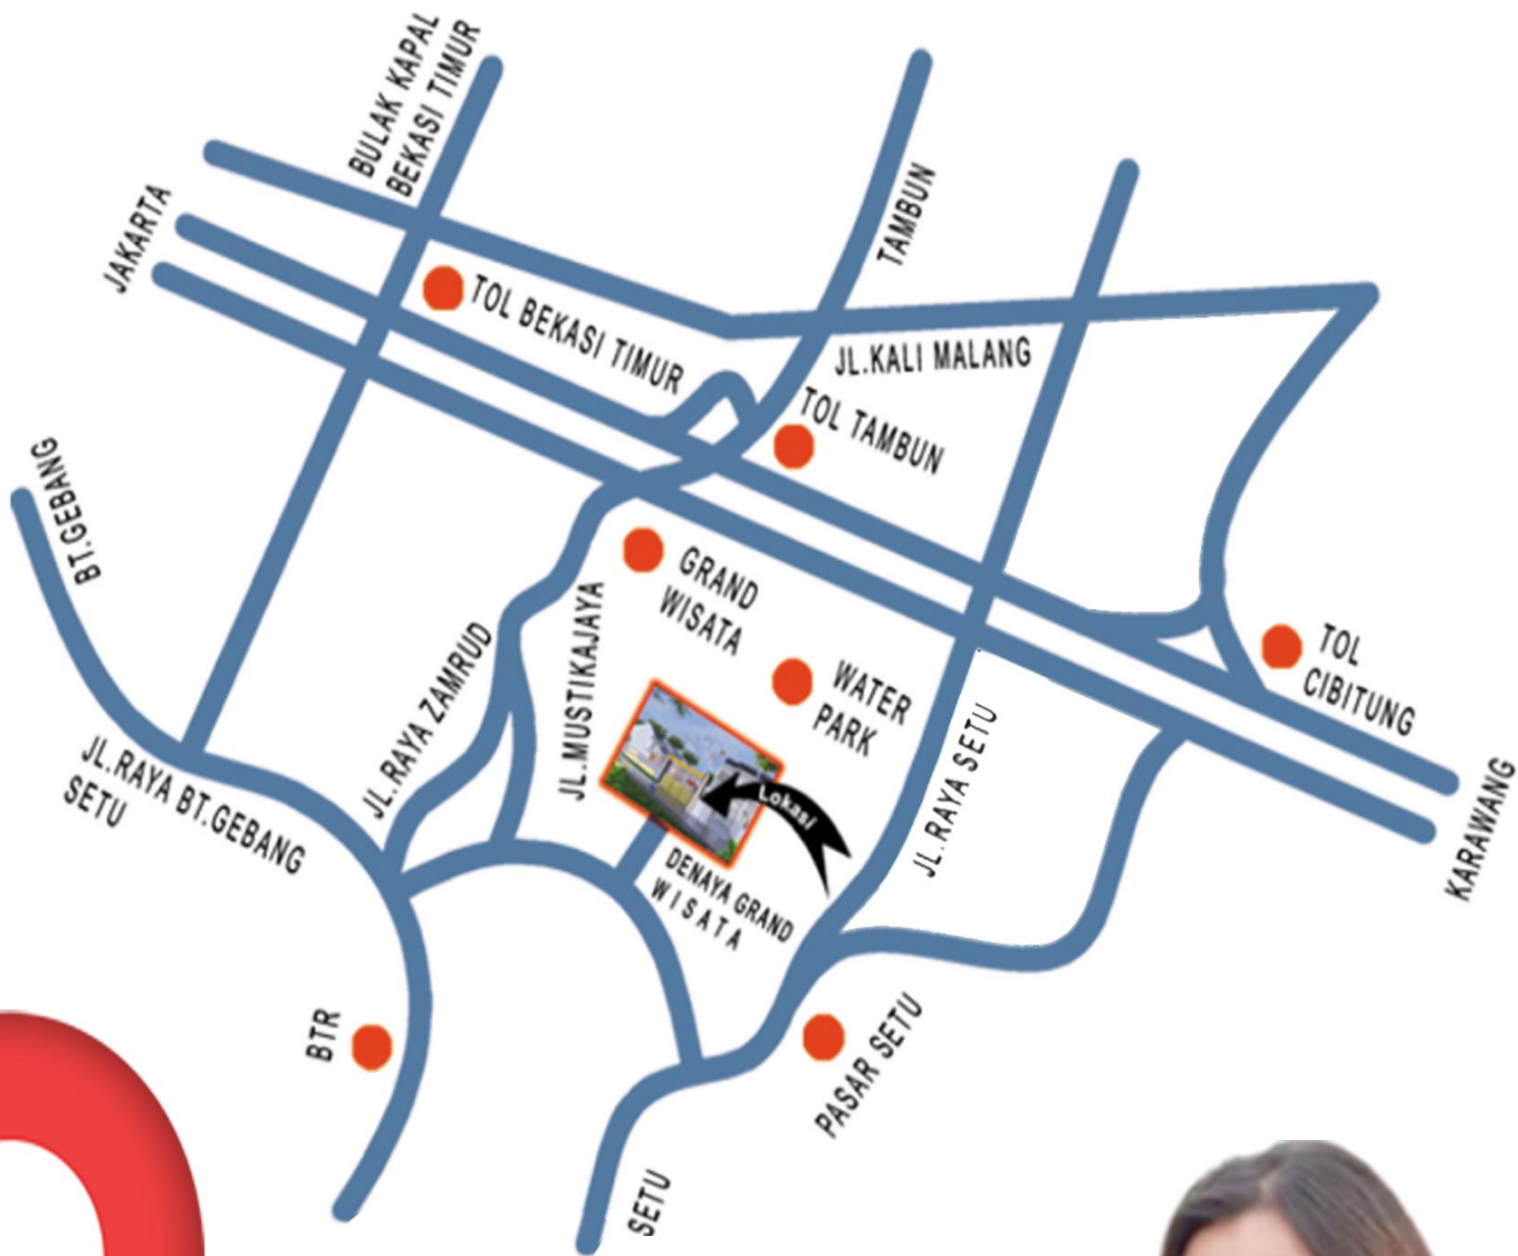 BULAK KAPAL
BEKASI TIMUR
JAKARTA
TAMBUN
TOL BEKASI TIMUR
JL.KALI MALANG
TOL TAMBUN
BT.GEBANG
GRAND
WISATA
JL.MUSTIKAJAYA
JL.RAYA ZAMRUD
WATER
PARK
TOL
CIBITUNG
JL.RAYA BT.GEBANG
SETU
Lokasi
JL.RAYA SETU
KARAWANG
DENAYA GRAND
WISATA
BTR
PASAR SETU
SETU